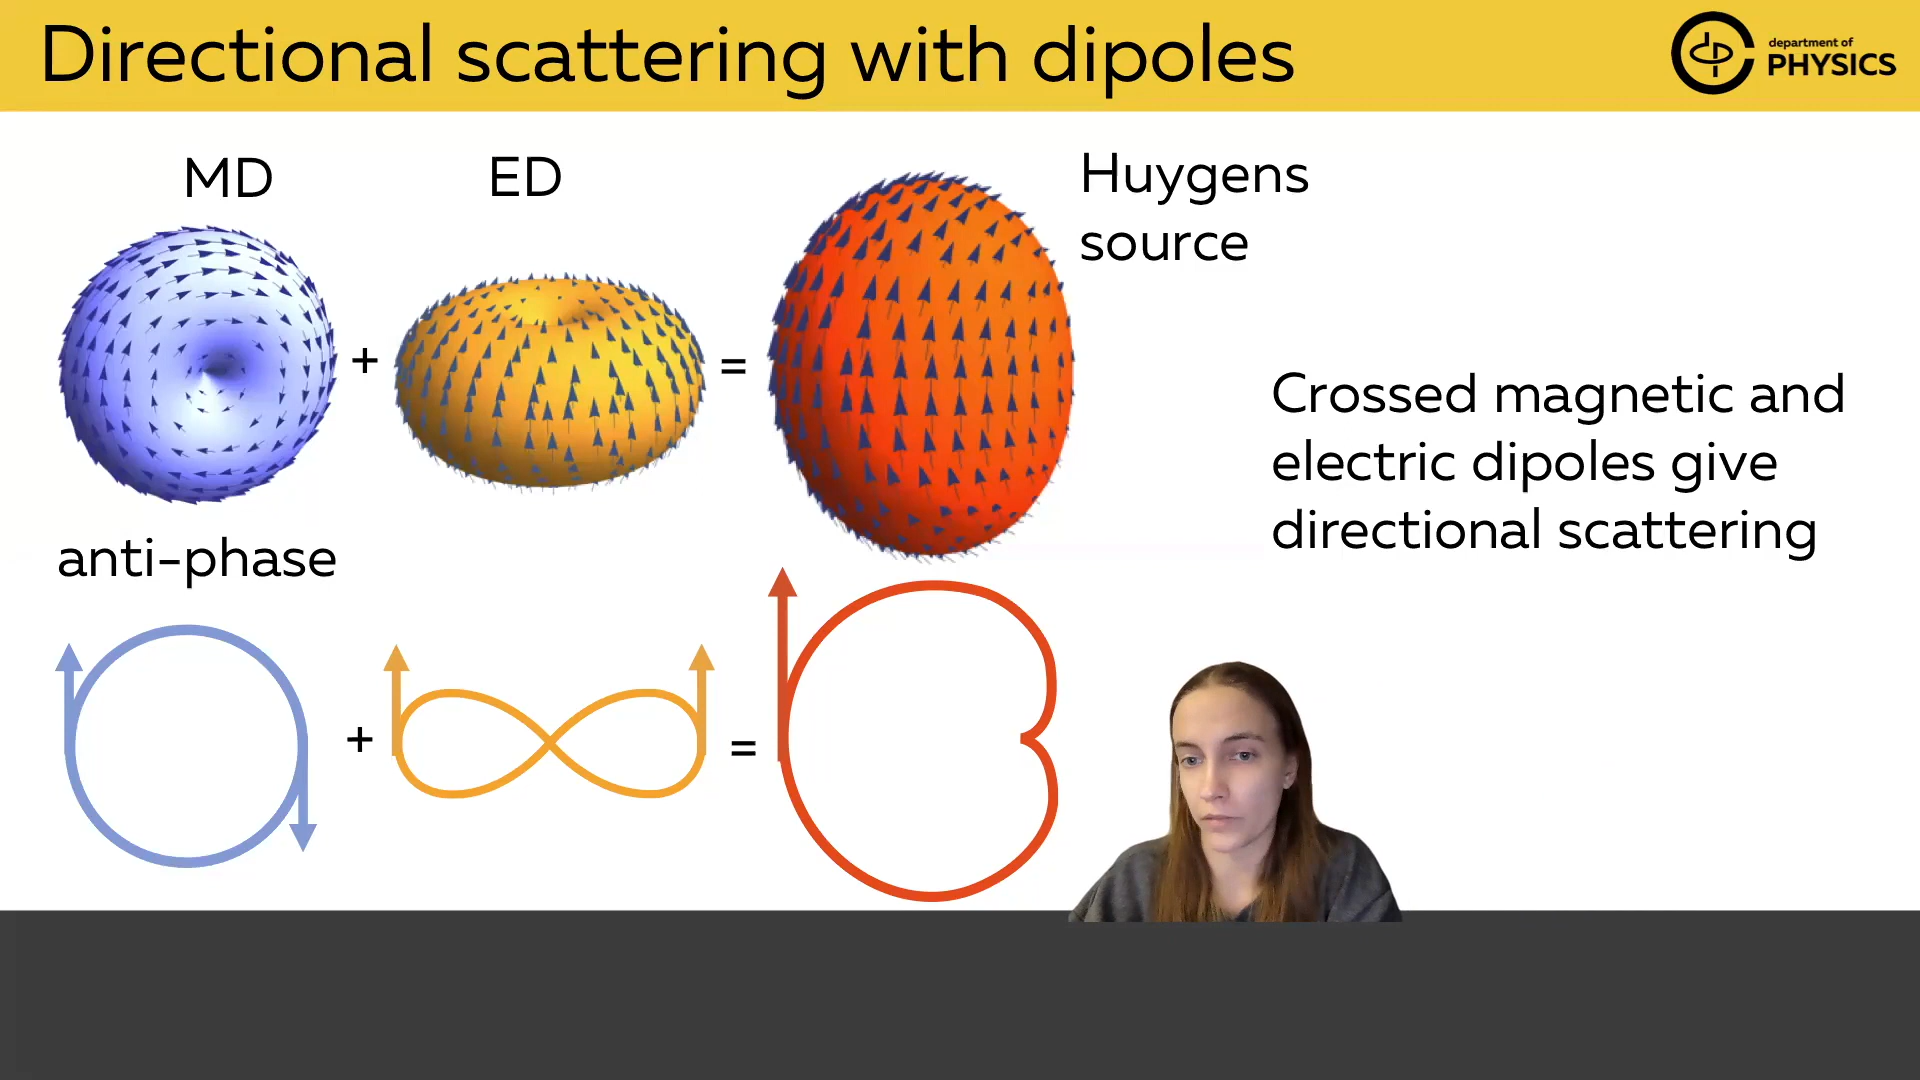 Directional scattering with dipoles
department of
PHYSICS
MD
ED
Huygens
source
+
=
Crossed magnetic and
electric dipoles give
directional scattering
anti-phase
+
=